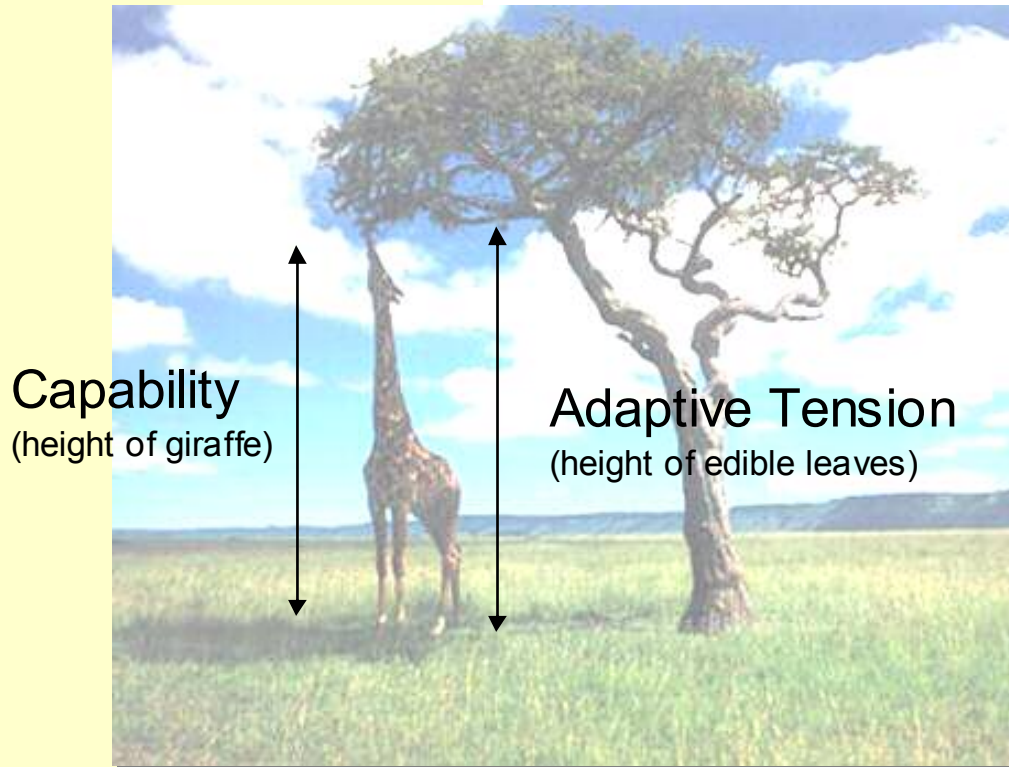 Capability
(height of giraffe)
Adaptive Tension
(height of edible leaves)